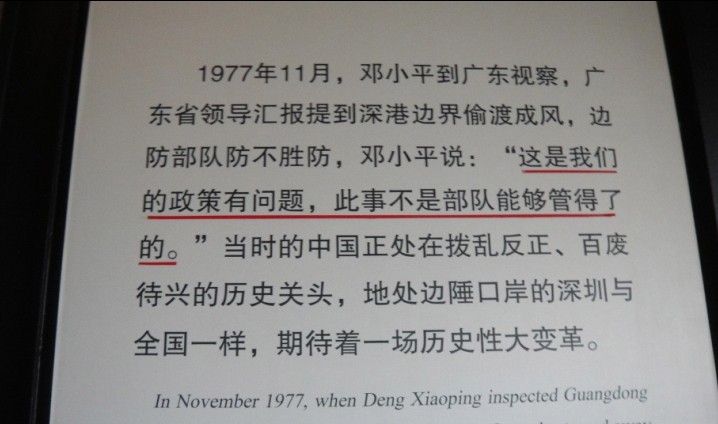 1977年11月，邓小平到广东视察，广
东省领导汇报提到深港边界偷渡成风，边
防部队防不胜防，邓小平说：“这是我们
的政策有问题，此事不是部队能够管得了
的。”当时的中国正处在拨乱反正、百废
待兴的历史关头，地处边陲口岸的深圳与
全国一样，期待着一场历史性大变革。
In November 1977, when Deng Xiaoping inspected Guangdong